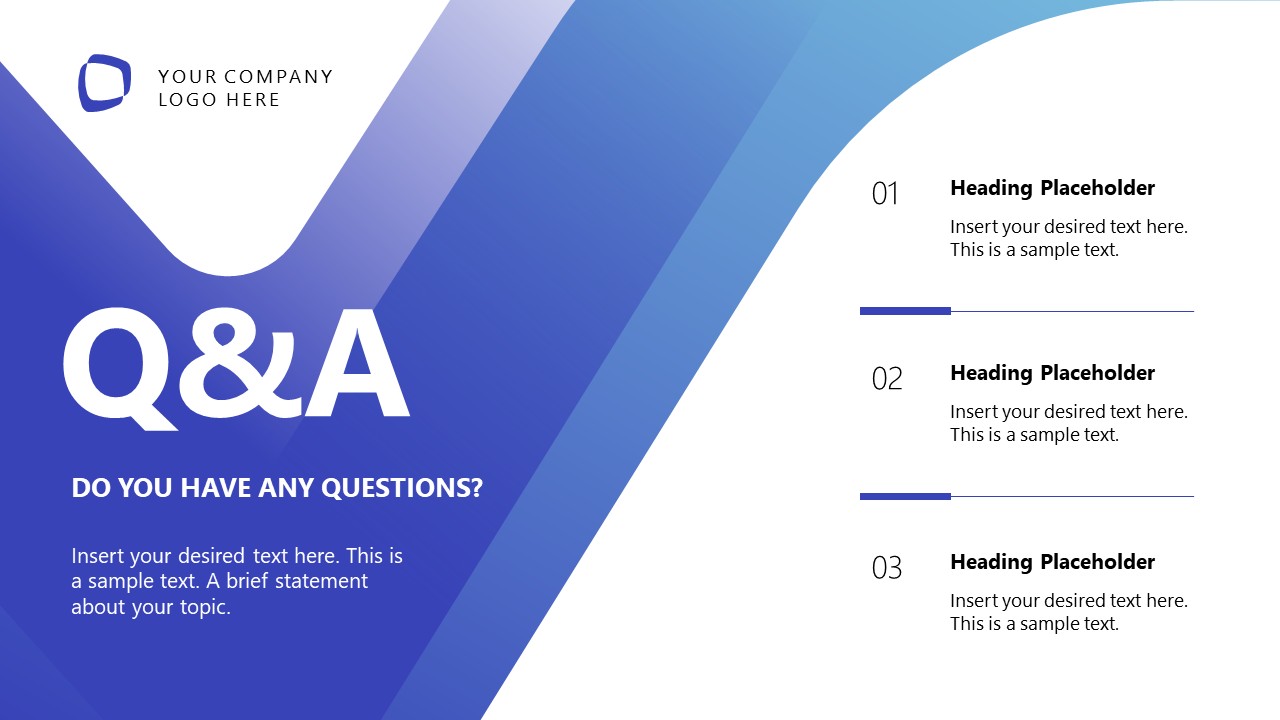 YOUR COMPANY
LOGO HERE
Q&A
DO YOU HAVE ANY QUESTIONS?
Insert your desired text here. This is
a sample text. A brief statement
about your topic.
01
Heading Placeholder
Insert your desired text here.
This is a sample text.
02
Heading Placeholder
Insert your desired text here.
This is a sample text.
03
Heading Placeholder
Insert your desired text here.
This is a sample text.